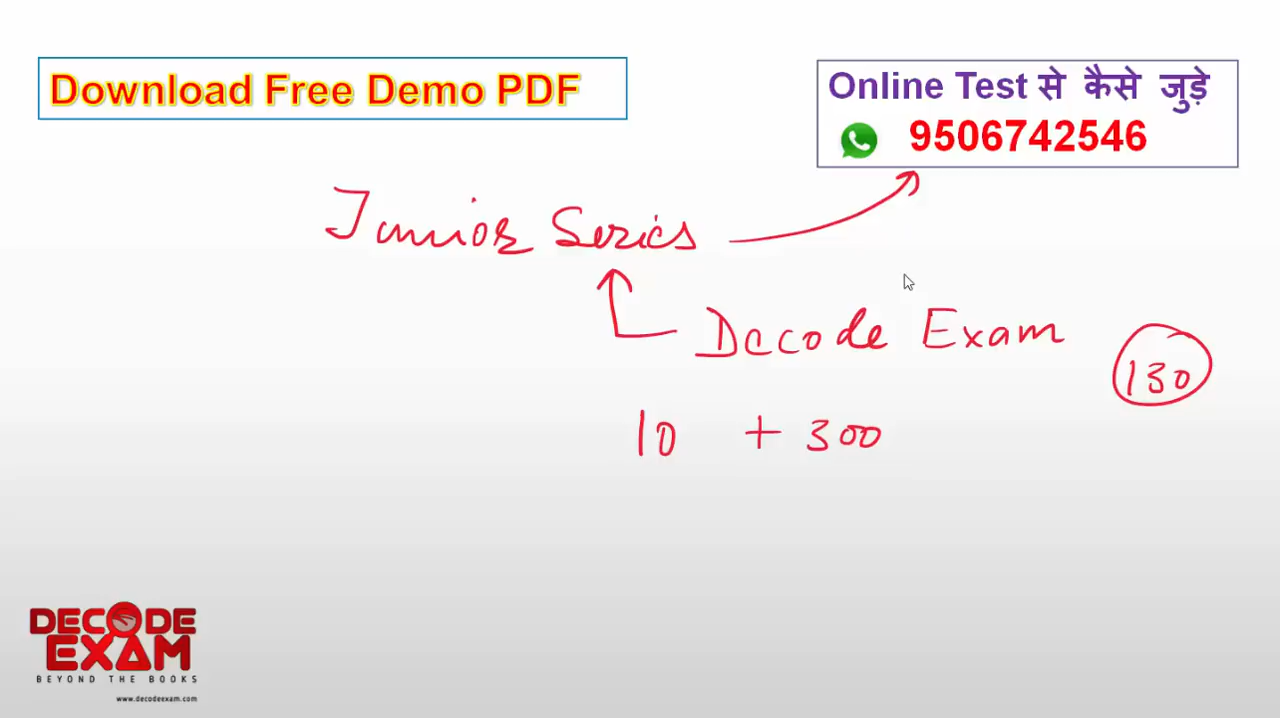 Download Free Demo PDF
Online Test से कैसे जुड़े
9506742546
Junior Series
Decode Exam
130
10 + 300
DECODE
EXAM
BEYOND THE BOOKS
www.decodeexam.com